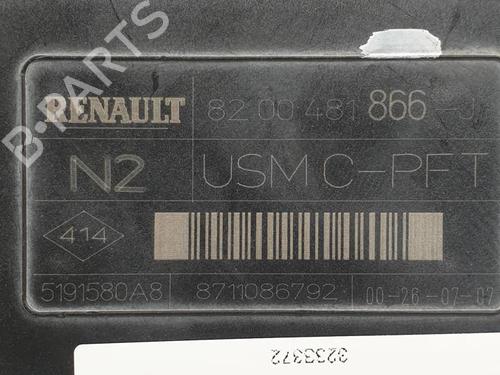 B-PARTS
RENAULT 82 00 481 866
N2 USM C-PFT
414
5191580A8 8711086792 00-26-07-07
3233372